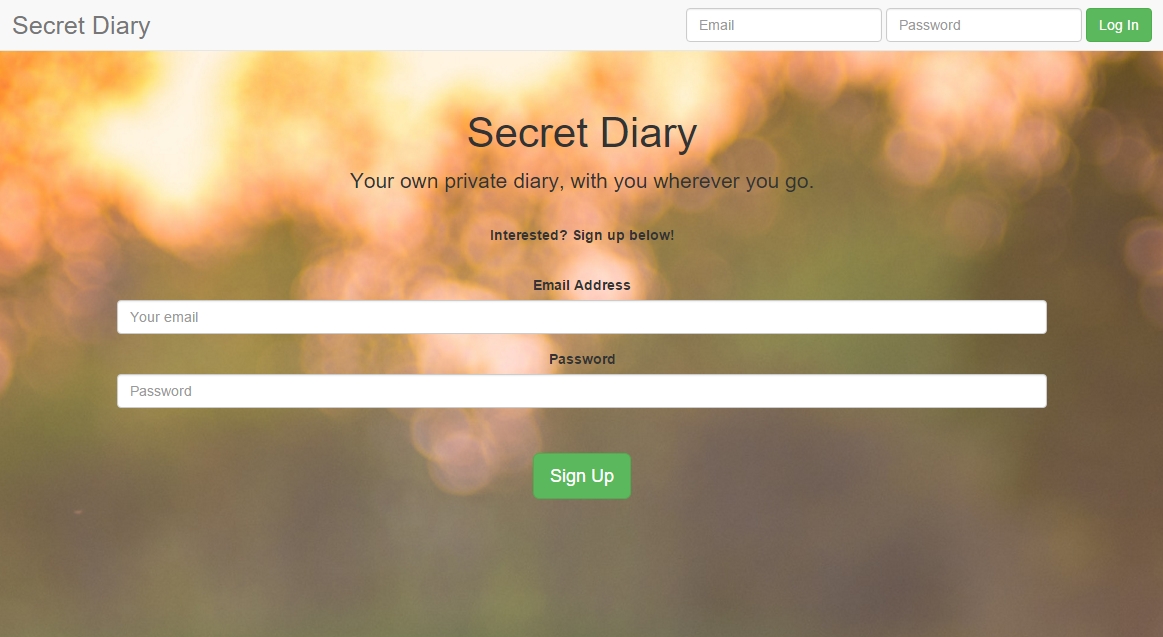 Secret Diary Email Password Log In
Secret Diary
Your own private diary, with you wherever you go.
Interested? Sign up below!
Email Address
Your email
Password
Password
Sign Up